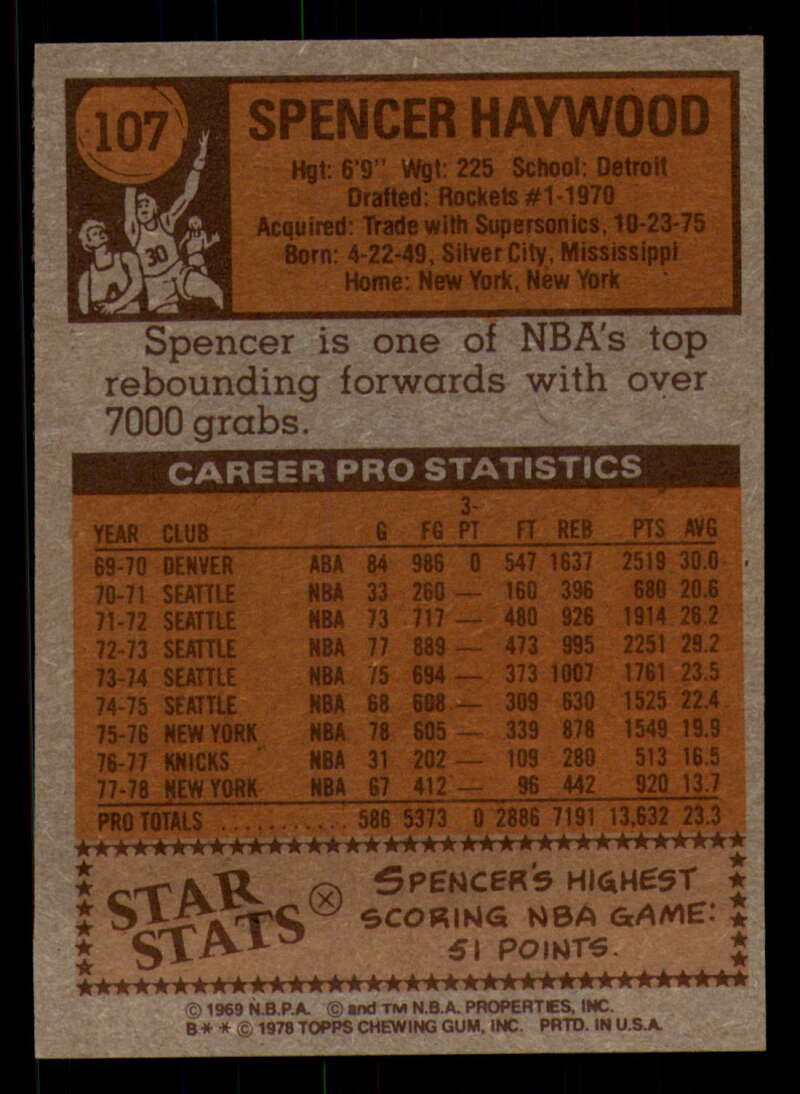 107
SPENCER HAYWOOD
Hgt: 6'9" Wgt: 225 School: Detroit
Drafted: Rockets #1-1970
Acquired: Trade with Supersonics, 10-23-75
Born: 4-22-49, Silver City, Mississippi
Home: New York, New York
30
Spencer is one of NBA's top
rebounding forwards with over
7000 grabs.
CAREER PRO STATISTICS
YEAR CLUB G FG 3-PT FT REB PTS AVG
69-70 DENVER ABA 84 986 0 547 1637 2519 30.0
70-71 SEATTLE NBA 33 260 — 160 396 680 20.6
71-72 SEATTLE NBA 73 717 — 480 926 1914 26.2
72-73 SEATTLE NBA 77 889 — 473 995 2251 29.2
73-74 SEATTLE NBA 75 694 — 373 1007 1761 23.5
74-75 SEATTLE NBA 68 608 — 309 630 1525 22.4
75-76 NEW YORK NBA 78 605 — 339 878 1549 19.9
76-77 KNICKS NBA 31 202 — 109 280 513 16.5
77-78 NEW YORK NBA 67 412 — 96 442 920 13.7
PRO TOTALS ........... 586 5373 0 2886 7191 13,632 23.3
STAR
STATS
SPENCER'S HIGHEST
SCORING NBA GAME:
51 POINTS.
© 1969 N.B.P.A. © and TM N.B.A. PROPERTIES, INC.
B * * © 1978 TOPPS CHEWING GUM, INC. PRTD. IN U.S.A.